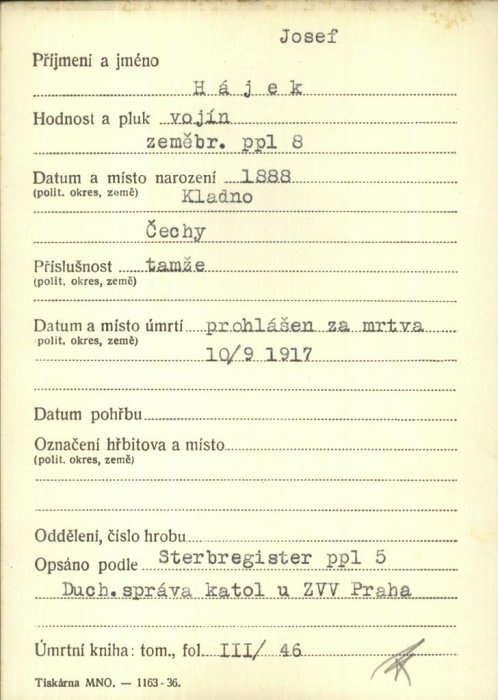 Josef
Příjmení a jméno
Hájek
Hodnost a pluk vojín
zeměbr. ppl 8
Datum a místo narození 1888
(polit. okres, země) Kladno
Čechy
Příslušnost tamže
(polit. okres, země)
Datum a místo úmrtí prohlášen za mrtva
(polit. okres, země) 10/9 1917
Datum pohřbu
Označení hřbitova a místo
(polit. okres, země)
Oddělení, číslo hrobu
Opsáno podle Sterbregister ppl 5
Duch. správa katol u ZVV Praha
Úmrtní kniha: tom., fol. III/ 46
Tiskárna MNO. — 1163-36.